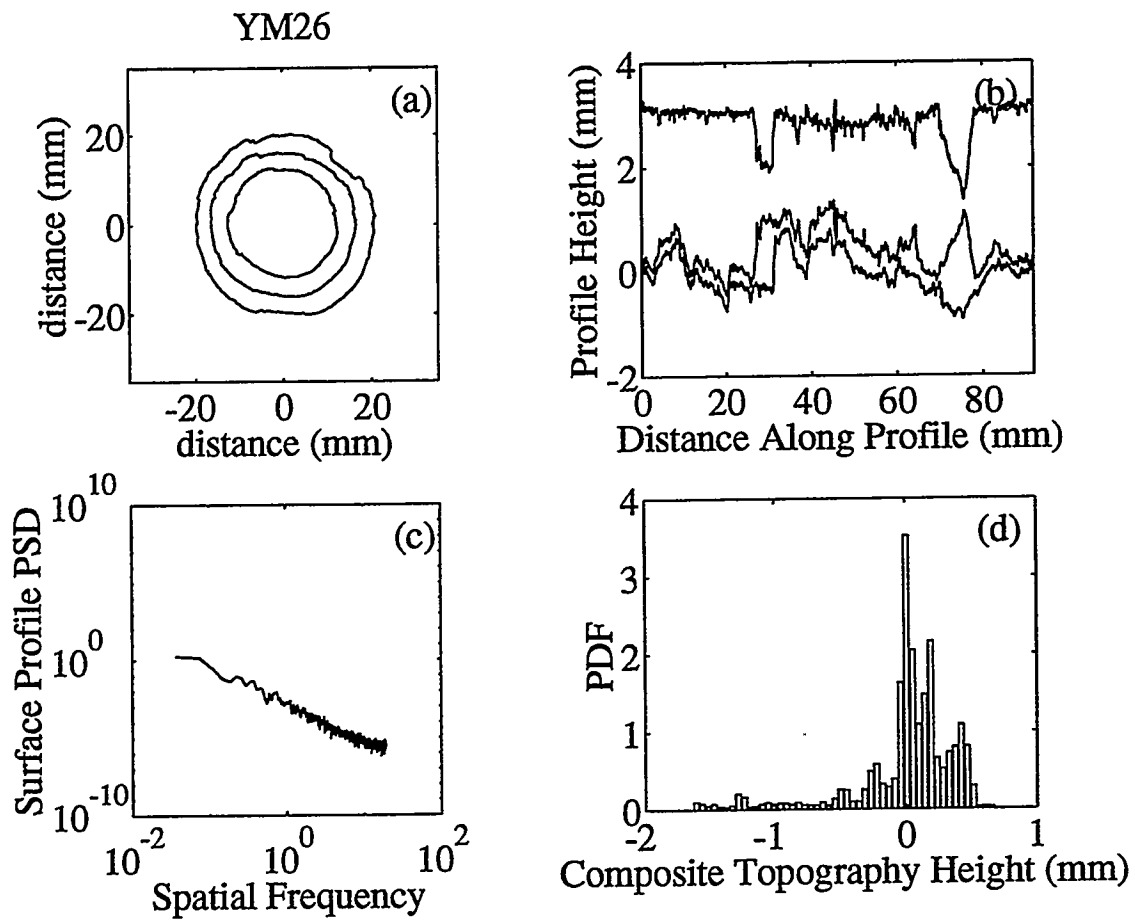 YM26
(a)
distance (mm)
20
0
-20
-20 0 20
distance (mm)
(b)
Profile Height (mm)
4
2
0
-2
0 20 40 60 80
Distance Along Profile (mm)
(c)
Surface Profile PSD
10^10
10^0
10^-10
10^-2 10^0 10^2
Spatial Frequency
(d)
PDF
4
3
2
1
0
-2 -1 0 1
Composite Topography Height (mm)